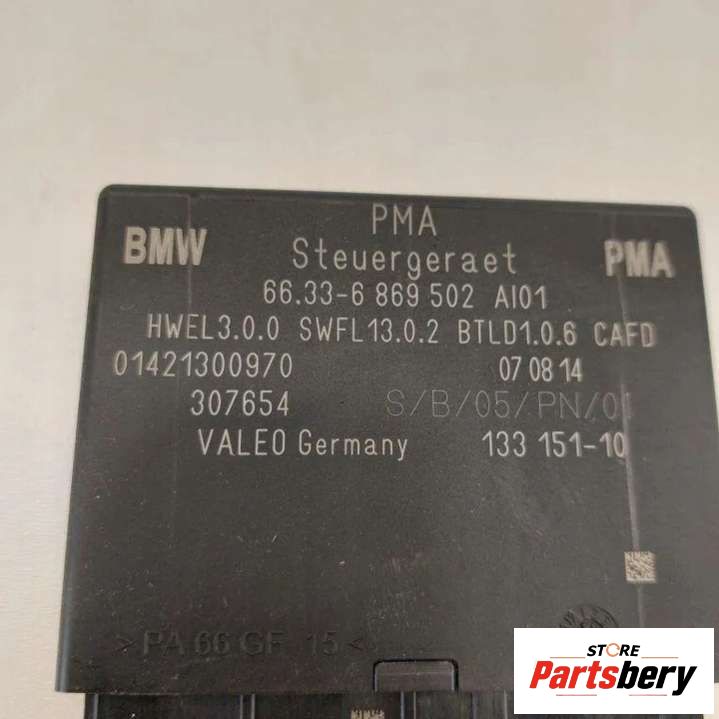 PMA
BMW Steuergeraet PMA
66.33-6 869 502 AI01
HWEL3.0.0 SWFL13.0.2 BTLD1.0.6 CAFD
01421300970 07 08 14
307654 S/B/05/PN/01
VALEO Germany 133 151-10
>PA 66 GF 15<
STORE
Partsbery